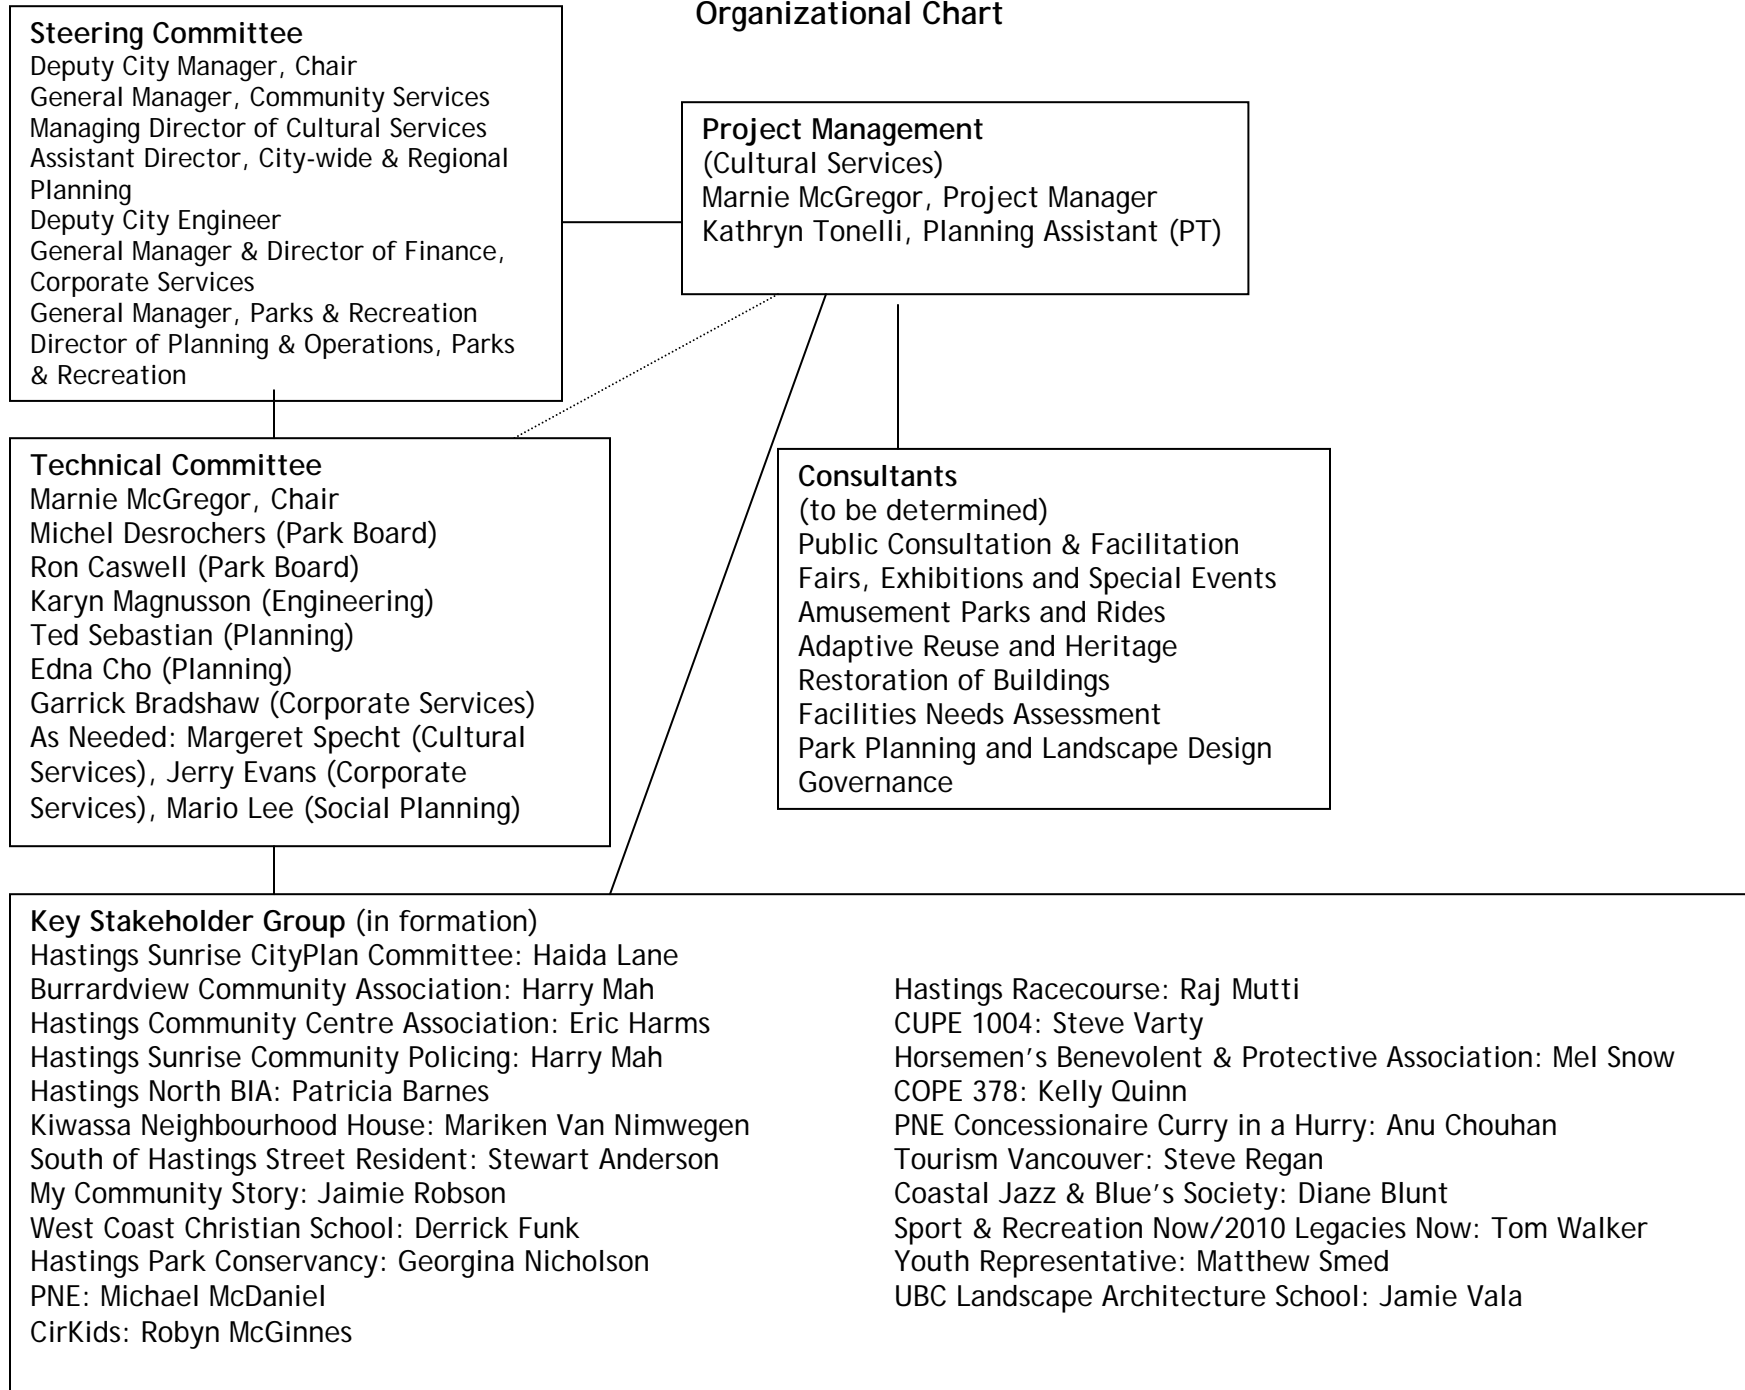 Organizational Chart
Steering Committee
Deputy City Manager, Chair
General Manager, Community Services
Managing Director of Cultural Services
Assistant Director, City-wide & Regional
Planning
Deputy City Engineer
General Manager & Director of Finance,
Corporate Services
General Manager, Parks & Recreation
Director of Planning & Operations, Parks
& Recreation
Project Management
(Cultural Services)
Marnie McGregor, Project Manager
Kathryn Tonelli, Planning Assistant (PT)
Technical Committee
Marnie McGregor, Chair
Michel Desrochers (Park Board)
Ron Caswell (Park Board)
Karyn Magnusson (Engineering)
Ted Sebastian (Planning)
Edna Cho (Planning)
Garrick Bradshaw (Corporate Services)
As Needed: Margeret Specht (Cultural
Services), Jerry Evans (Corporate
Services), Mario Lee (Social Planning)
Consultants
(to be determined)
Public Consultation & Facilitation
Fairs, Exhibitions and Special Events
Amusement Parks and Rides
Adaptive Reuse and Heritage
Restoration of Buildings
Facilities Needs Assessment
Park Planning and Landscape Design
Governance
Key Stakeholder Group (in formation)
Hastings Sunrise CityPlan Committee: Haida Lane
Burrardview Community Association: Harry Mah
Hastings Community Centre Association: Eric Harms
Hastings Sunrise Community Policing: Harry Mah
Hastings North BIA: Patricia Barnes
Kiwassa Neighbourhood House: Mariken Van Nimwegen
South of Hastings Street Resident: Stewart Anderson
My Community Story: Jaimie Robson
West Coast Christian School: Derrick Funk
Hastings Park Conservancy: Georgina Nicholson
PNE: Michael McDaniel
CirKids: Robyn McGinnes
Hastings Racecourse: Raj Mutti
CUPE 1004: Steve Varty
Horsemen's Benevolent & Protective Association: Mel Snow
COPE 378: Kelly Quinn
PNE Concessionaire Curry in a Hurry: Anu Chouhan
Tourism Vancouver: Steve Regan
Coastal Jazz & Blue's Society: Diane Blunt
Sport & Recreation Now/2010 Legacies Now: Tom Walker
Youth Representative: Matthew Smed
UBC Landscape Architecture School: Jamie Vala